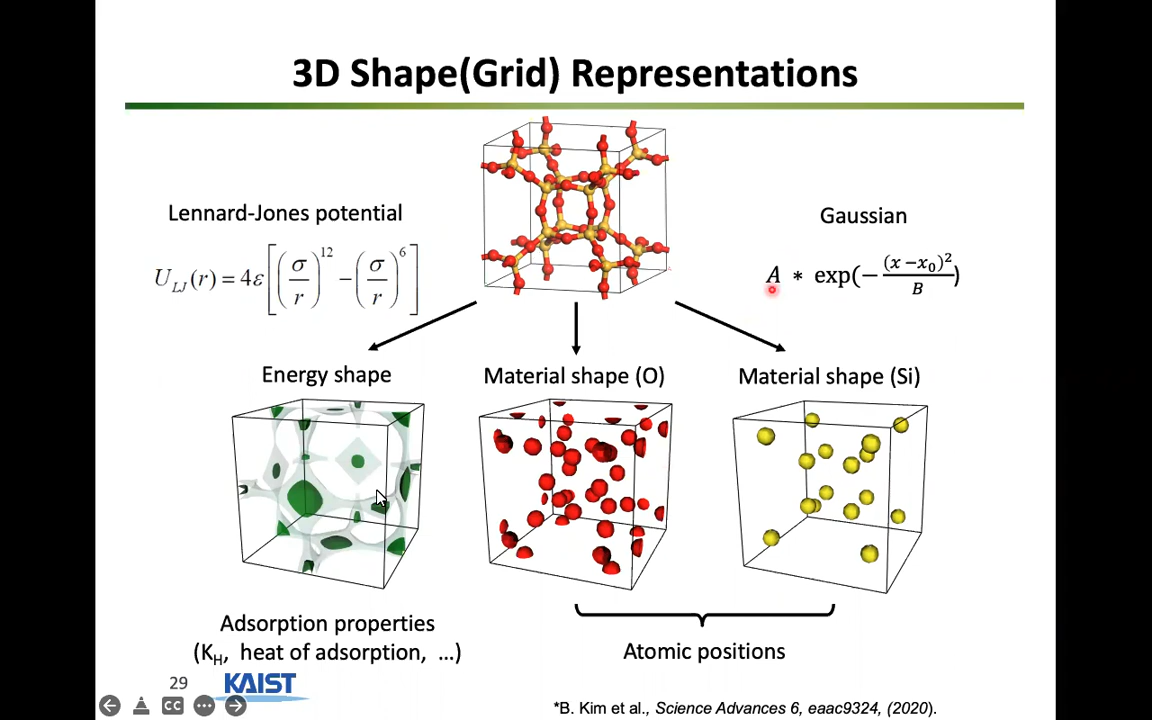 3D Shape(Grid) Representations
Lennard-Jones potential
U_LJ(r) = 4ε[(σ/r)^12 − (σ/r)^6]
Gaussian
A ∗ exp(−(x−x₀)²/B)
Energy shape
Material shape (O)
Material shape (Si)
Adsorption properties
(K_H, heat of adsorption, …)
Atomic positions
29
KAIST
CC
*B. Kim et al., Science Advances 6, eaac9324, (2020).